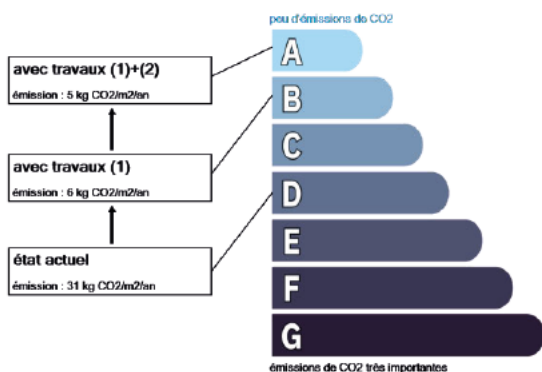 peu d'émissions de CO2
A
avec travaux (1)+(2)
émission : 5 kg CO2/m2/an
B
C
avec travaux (1)
émission : 6 kg CO2/m2/an
D
E
état actuel
émission : 31 kg CO2/m2/an
F
G
émissions de CO2 très importantes